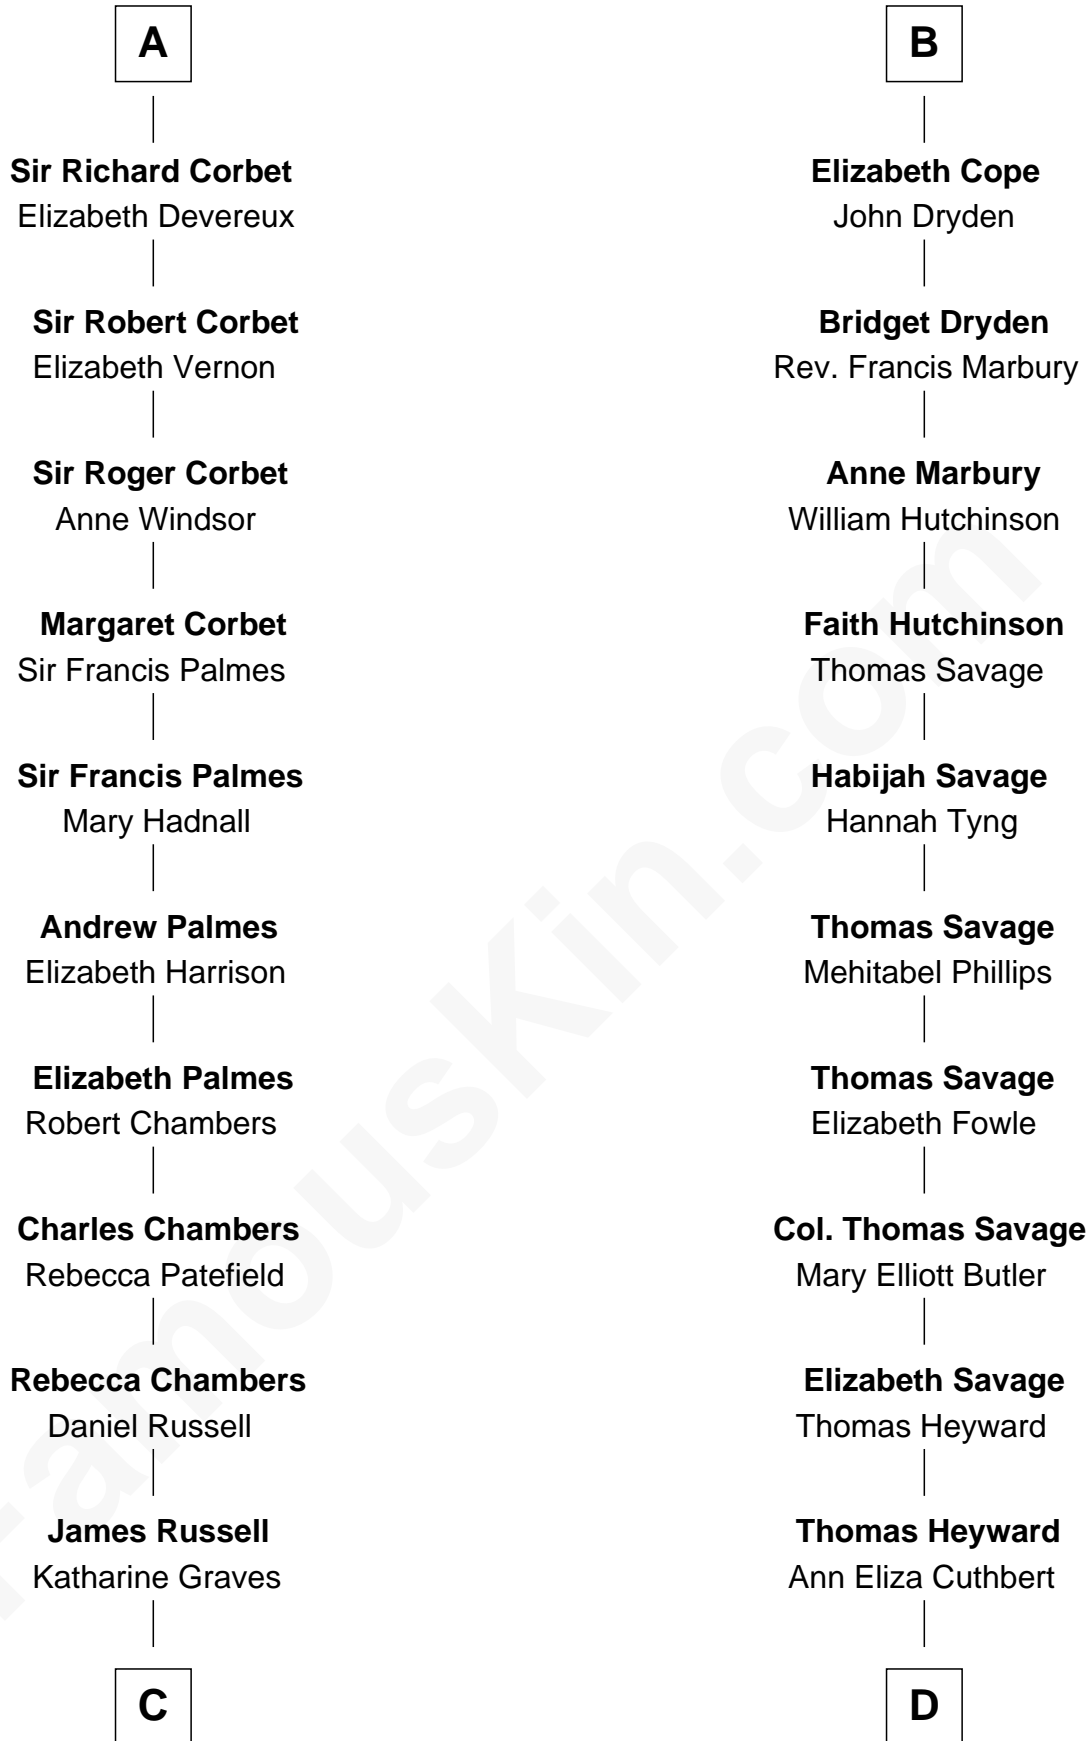 A
Sir Richard Corbet
Elizabeth Devereux
Sir Robert Corbet
Elizabeth Vernon
Sir Roger Corbet
Anne Windsor
Margaret Corbet
Sir Francis Palmes
Sir Francis Palmes
Mary Hadnall
Andrew Palmes
Elizabeth Harrison
Elizabeth Palmes
Robert Chambers
Charles Chambers
Rebecca Patefield
Rebecca Chambers
Daniel Russell
James Russell
Katharine Graves
C
B
Elizabeth Cope
John Dryden
Bridget Dryden
Rev. Francis Marbury
Anne Marbury
William Hutchinson
Faith Hutchinson
Thomas Savage
Habijah Savage
Hannah Tyng
Thomas Savage
Mehitabel Phillips
Thomas Savage
Elizabeth Fowle
Col. Thomas Savage
Mary Elliott Butler
Elizabeth Savage
Thomas Heyward
Thomas Heyward
Ann Eliza Cuthbert
D
FamousKin.com